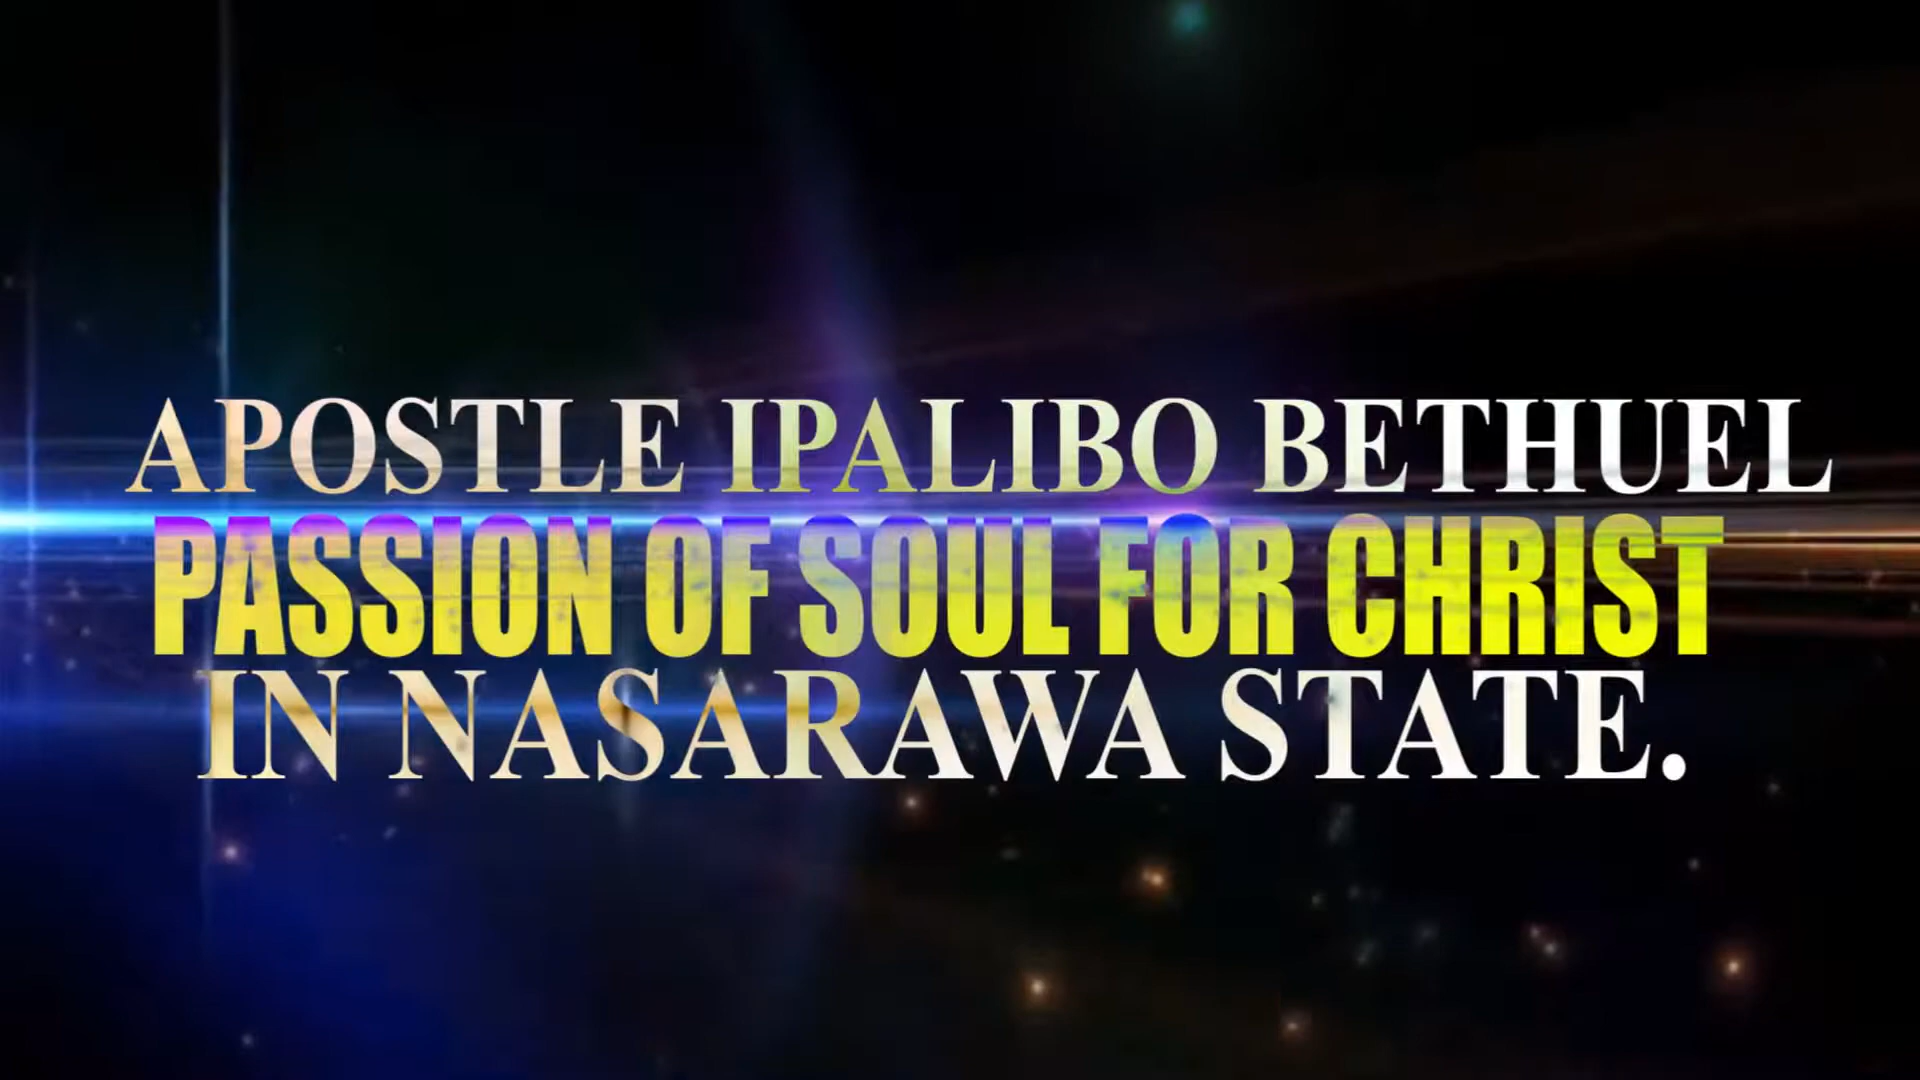 APOSTLE IPALIBO BETHUEL
PASSION OF SOUL FOR CHRIST
IN NASARAWA STATE.